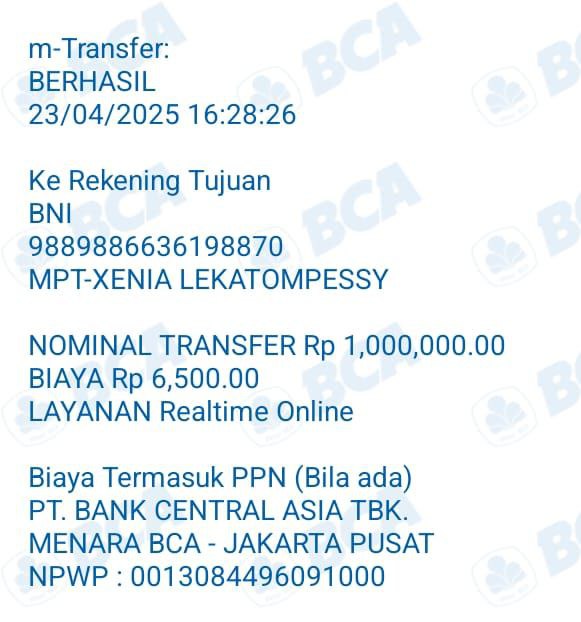 m-Transfer:
BERHASIL
23/04/2025 16:28:26
Ke Rekening Tujuan
BNI
9889886636198870
MPT-XENIA LEKATOMPESSY
NOMINAL TRANSFER Rp 1,000,000.00
BIAYA Rp 6,500.00
LAYANAN Realtime Online
Biaya Termasuk PPN (Bila ada)
PT. BANK CENTRAL ASIA TBK.
MENARA BCA - JAKARTA PUSAT
NPWP : 0013084496091000